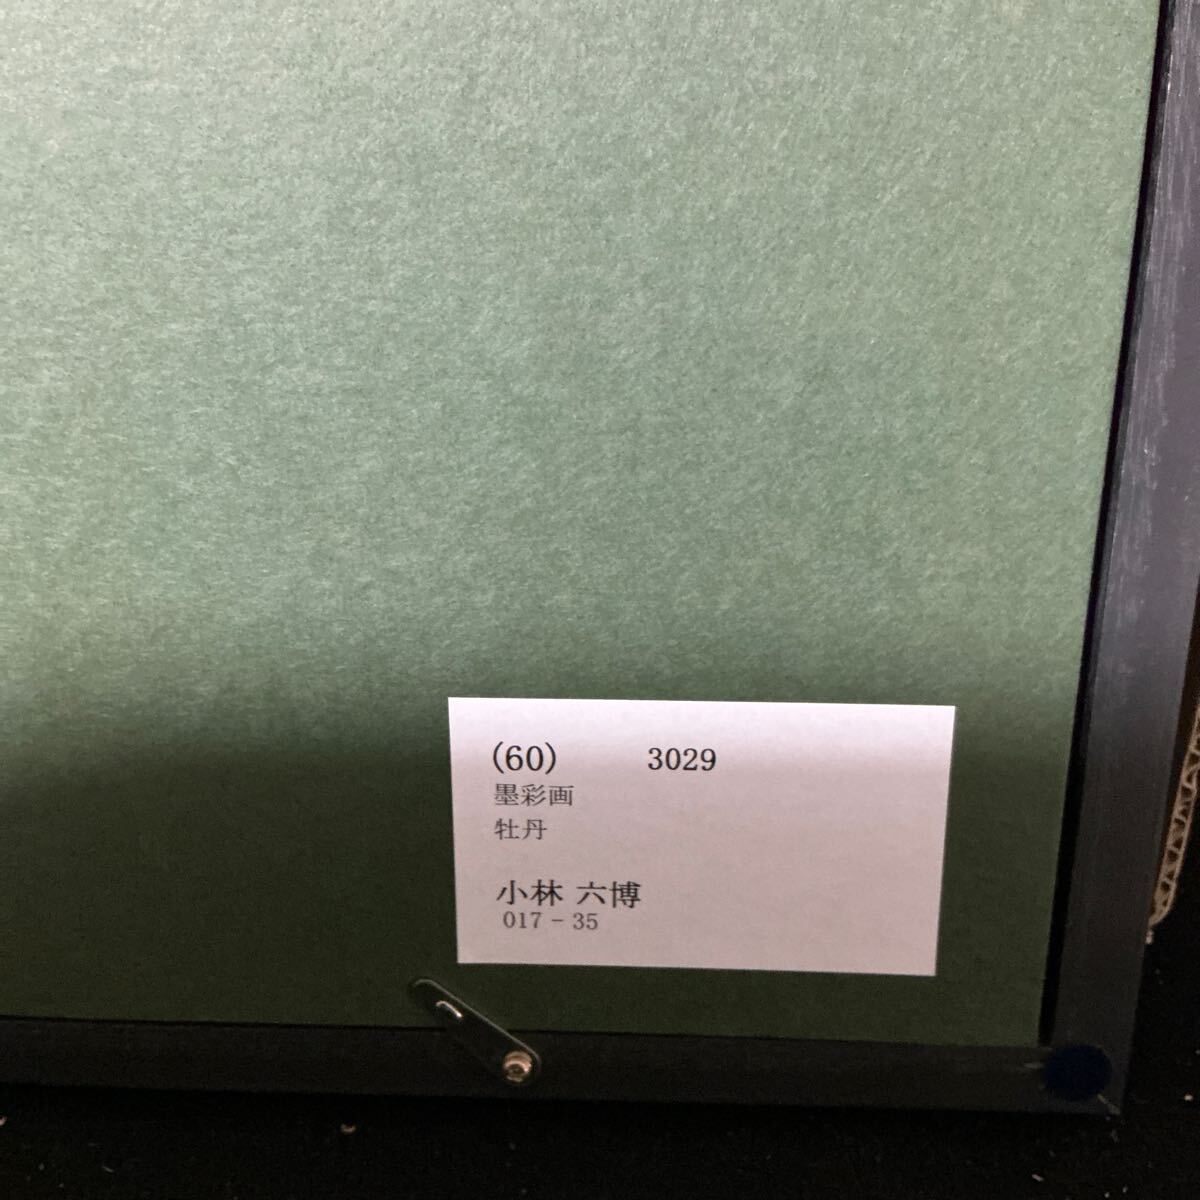 (60) 3029
墨彩画
牡丹
小林 六博
017－35